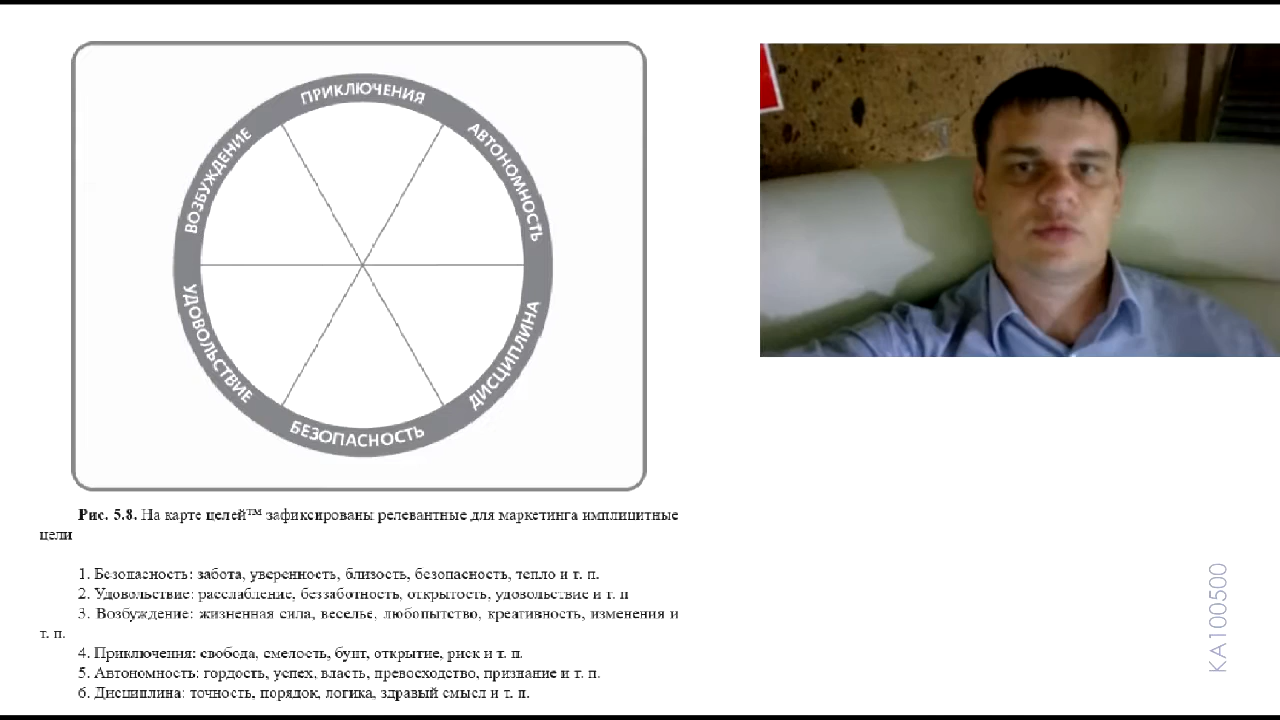 ПРИКЛЮЧЕНИЯ
ВОЗБУЖДЕНИЕ
АВТОНОМНОСТЬ
УДОВОЛЬСТВИЕ
ДИСЦИПЛИНА
БЕЗОПАСНОСТЬ
Рис. 5.8. На карте целей™ зафиксированы релевантные для маркетинга имплицитные
цели
1. Безопасность: забота, уверенность, близость, безопасность, тепло и т. п.
2. Удовольствие: расслабление, беззаботность, открытость, удовольствие и т. п
3. Возбуждение: жизненная сила, веселье, любопытство, креативность, изменения и
т. п.
4. Приключения: свобода, смелость, бунт, открытие, риск и т. п.
5. Автономность: гордость, успех, власть, превосходство, признание и т. п.
6. Дисциплина: точность, порядок, логика, здравый смысл и т. п.
KA100500